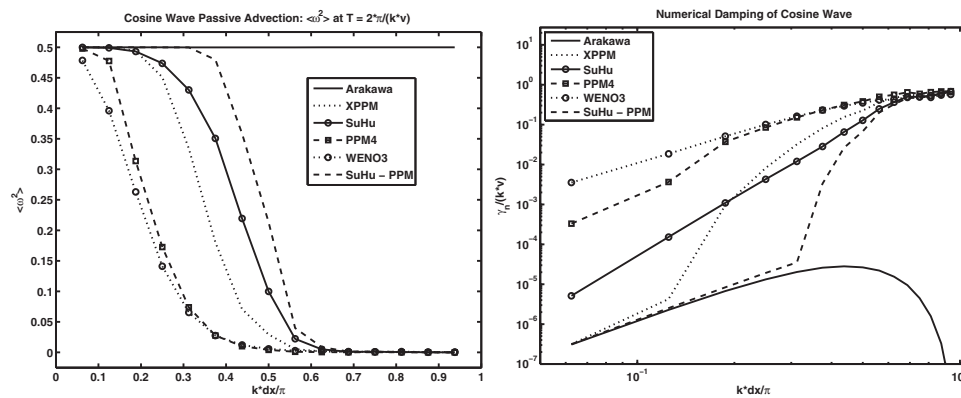 Cosine Wave Passive Advection: <ω²> at T = 2*π/(k*v)
<ω²>
0.5
0.45
0.4
0.35
0.3
0.25
0.2
0.15
0.1
0.05
0
Arakawa
XPPM
SuHu
PPM4
WENO3
SuHu – PPM
0 0.1 0.2 0.3 0.4 0.5 0.6 0.7 0.8 0.9 1
k*dx/π
Numerical Damping of Cosine Wave
γₙ/(k*v)
10¹
10⁰
10⁻¹
10⁻²
10⁻³
10⁻⁴
10⁻⁵
10⁻⁶
10⁻⁷
Arakawa
XPPM
SuHu
PPM4
WENO3
SuHu – PPM
10⁻¹ 10⁰
k*dx/π